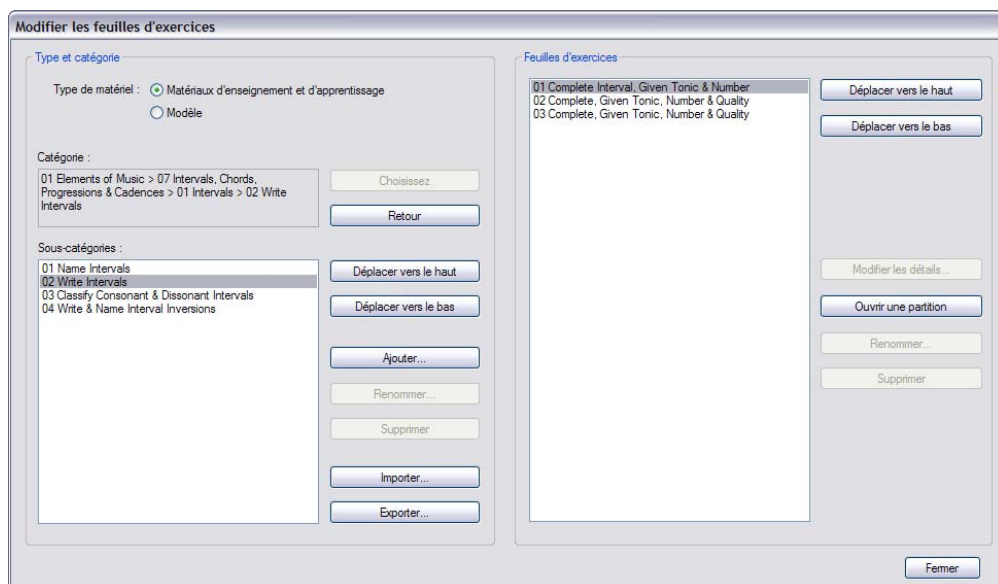 Modifier les feuilles d'exercices
Type et catégorie
Type de matériel :
Matériaux d'enseignement et d'apprentissage
Modèle
Catégorie :
01 Elements of Music > 07 Intervals, Chords,
Progressions & Cadences > 01 Intervals > 02 Write
Intervals
Choisissez
Retour
Sous-catégories :
01 Name Intervals
02 Write Intervals
03 Classify Consonant & Dissonant Intervals
04 Write & Name Interval Inversions
Déplacer vers le haut
Déplacer vers le bas
Ajouter...
Renommer...
Supprimer
Importer...
Exporter...
Feuilles d'exercices
01 Complete Interval, Given Tonic & Number
02 Complete, Given Tonic, Number & Quality
03 Complete, Given Tonic, Number & Quality
Déplacer vers le haut
Déplacer vers le bas
Modifier les détails...
Ouvrir une partition
Renommer...
Supprimer
Fermer